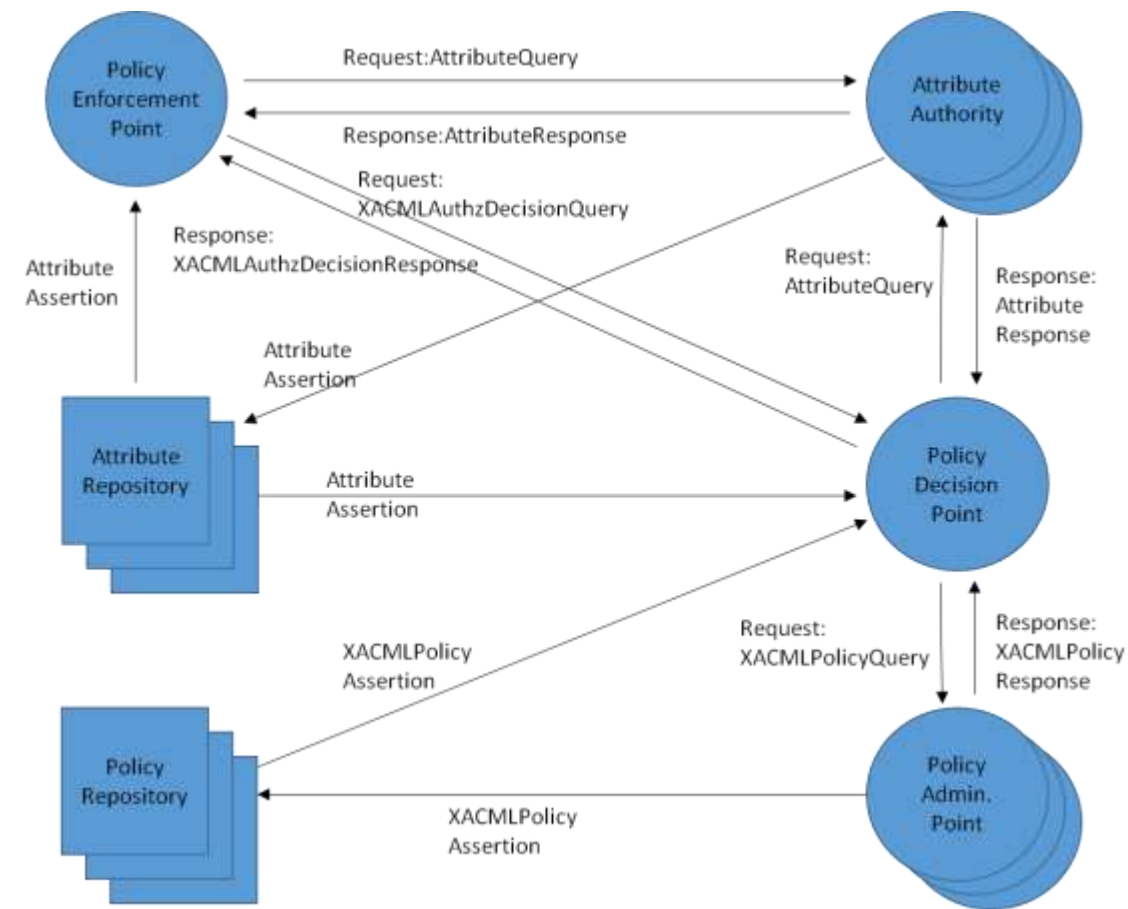 Policy
Enforcement
Point
Request:AttributeQuery
Response:AttributeResponse
Attribute
Authority
Request:
XACMLAuthzDecisionQuery
Response:
XACMLAuthzDecisionResponse
Attribute
Assertion
Request:
AttributeQuery
Response:
Attribute
Response
Attribute
Assertion
Attribute
Repository
Attribute
Assertion
Policy
Decision
Point
XACMLPolicy
Assertion
Request:
XACMLPolicyQuery
Response:
XACMLPolicy
Response
Policy
Repository
XACMLPolicy
Assertion
Policy
Admin.
Point